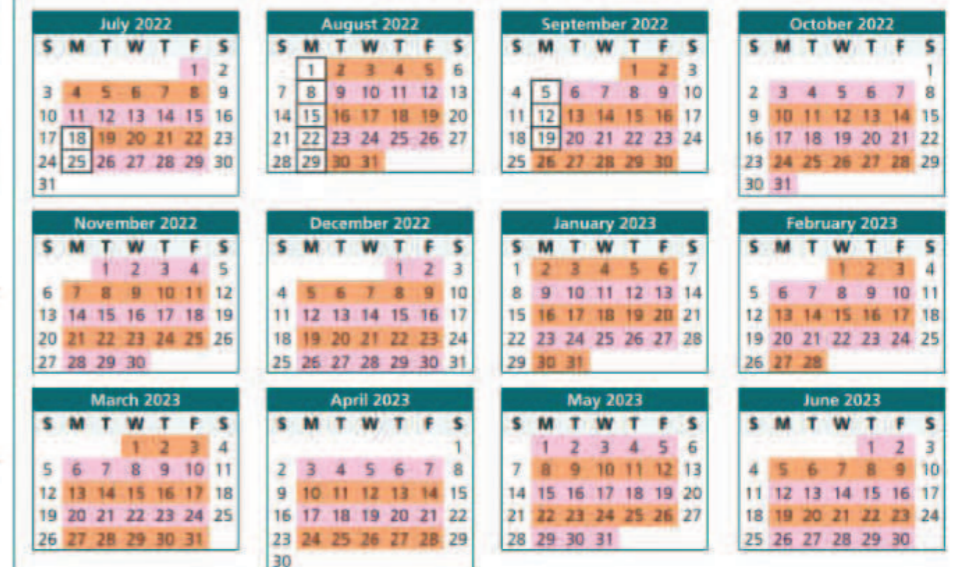 July 2022
S M T W T F S
1 2
3 4 5 6 7 8 9
10 11 12 13 14 15 16
17 18 19 20 21 22 23
24 25 26 27 28 29 30
31
August 2022
S M T W T F S
1 2 3 4 5 6
7 8 9 10 11 12 13
14 15 16 17 18 19 20
21 22 23 24 25 26 27
28 29 30 31
September 2022
S M T W T F S
1 2 3
4 5 6 7 8 9 10
11 12 13 14 15 16 17
18 19 20 21 22 23 24
25 26 27 28 29 30
October 2022
S M T W T F S
1
2 3 4 5 6 7 8
9 10 11 12 13 14 15
16 17 18 19 20 21 22
23 24 25 26 27 28 29
30 31
November 2022
S M T W T F S
1 2 3 4 5
6 7 8 9 10 11 12
13 14 15 16 17 18 19
20 21 22 23 24 25 26
27 28 29 30
December 2022
S M T W T F S
1 2 3
4 5 6 7 8 9 10
11 12 13 14 15 16 17
18 19 20 21 22 23 24
25 26 27 28 29 30 31
January 2023
S M T W T F S
1 2 3 4 5 6 7
8 9 10 11 12 13 14
15 16 17 18 19 20 21
22 23 24 25 26 27 28
29 30 31
February 2023
S M T W T F S
1 2 3 4
5 6 7 8 9 10 11
12 13 14 15 16 17 18
19 20 21 22 23 24 25
26 27 28
March 2023
S M T W T F S
1 2 3 4
5 6 7 8 9 10 11
12 13 14 15 16 17 18
19 20 21 22 23 24 25
26 27 28 29 30 31
April 2023
S M T W T F S
1
2 3 4 5 6 7 8
9 10 11 12 13 14 15
16 17 18 19 20 21 22
23 24 25 26 27 28 29
30
May 2023
S M T W T F S
1 2 3 4 5 6
7 8 9 10 11 12 13
14 15 16 17 18 19 20
21 22 23 24 25 26 27
28 29 30 31
June 2023
S M T W T F S
1 2 3
4 5 6 7 8 9 10
11 12 13 14 15 16 17
18 19 20 21 22 23 24
25 26 27 28 29 30